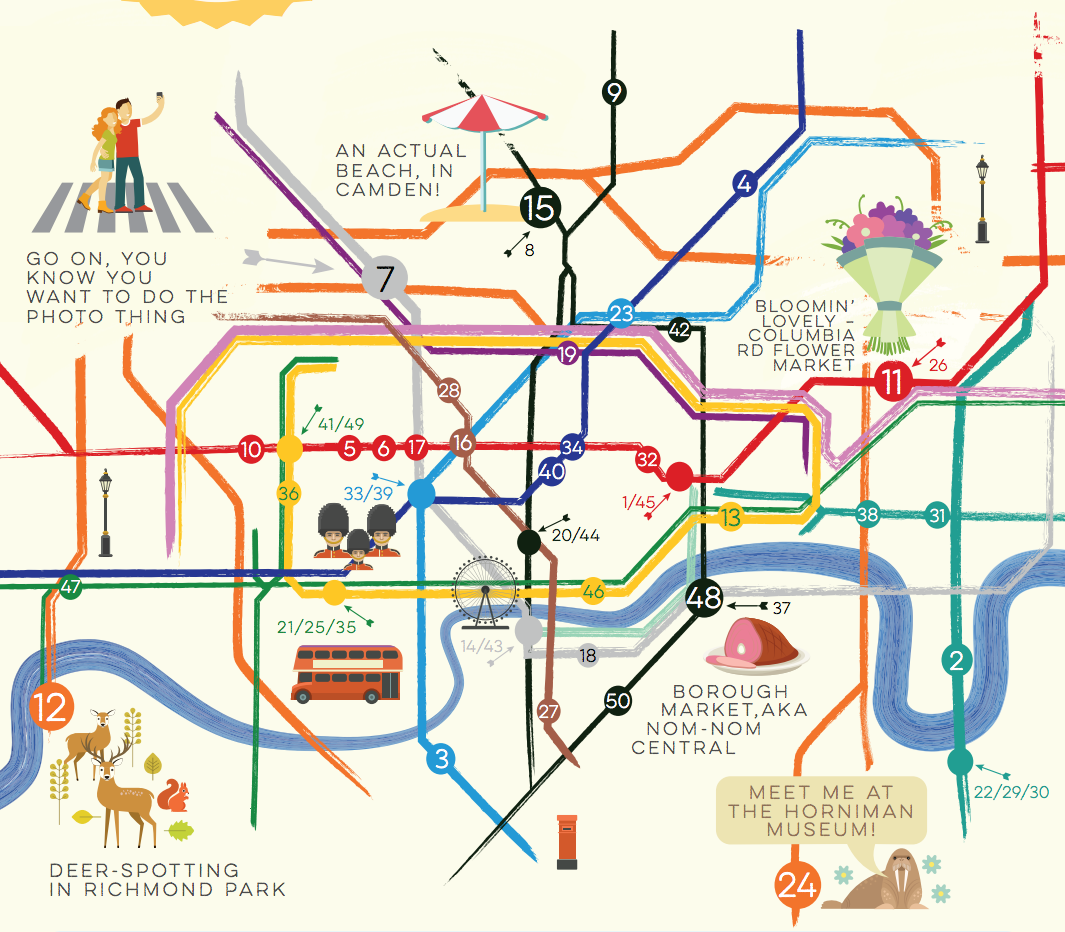 9
4
AN ACTUAL
BEACH, IN
CAMDEN!
15
8
GO ON, YOU
KNOW YOU
WANT TO DO THE
PHOTO THING
7
23
42
BLOOMIN'
LOVELY –
COLUMBIA
RD FLOWER
MARKET
19
26
11
28
41/49
10
5
6
17
16
34
40
32
33/39
36
1/45
13
38
31
20/44
47
46
48
37
21/25/35
14/43
18
2
12
27
50
BOROUGH
MARKET,AKA
NOM-NOM
CENTRAL
3
22/29/30
MEET ME AT
THE HORNIMAN
MUSEUM!
DEER-SPOTTING
IN RICHMOND PARK
24